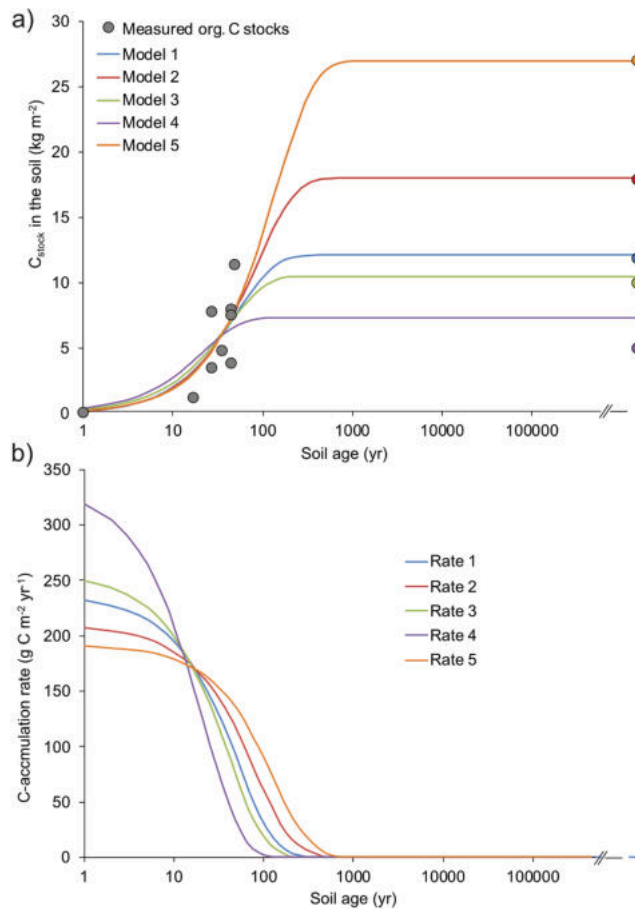 a)
30
25
20
15
10
5
0
C stock in the soil (kg m⁻²)
Measured org. C stocks
Model 1
Model 2
Model 3
Model 4
Model 5
1 10 100 1000 10000 100000
Soil age (yr)
b)
350
300
250
200
150
100
50
0
C-accmulation rate (g C m⁻² yr⁻¹)
Rate 1
Rate 2
Rate 3
Rate 4
Rate 5
1 10 100 1000 10000 100000
Soil age (yr)